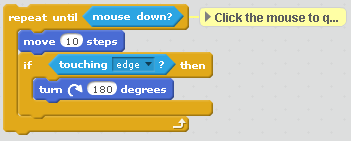 repeat until mouse down? Click the mouse to q...
move 10 steps
if touching edge ? then
turn 180 degrees